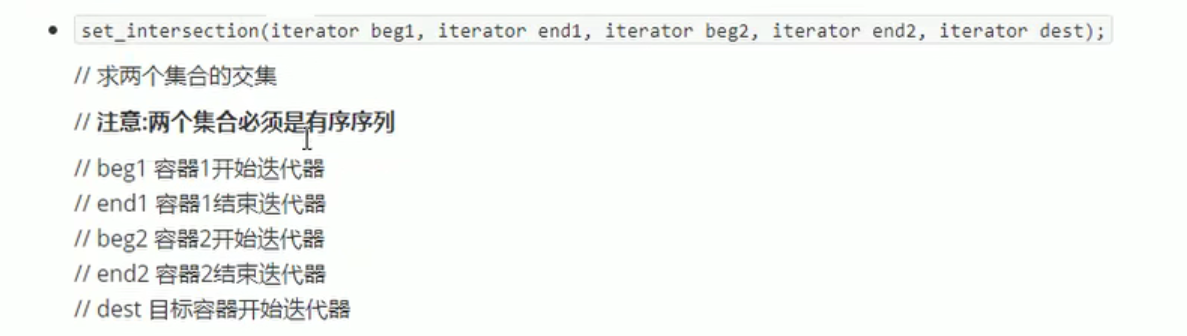 set_intersection(iterator beg1, iterator end1, iterator beg2, iterator end2, iterator dest);
// 求两个集合的交集
// 注意:两个集合必须是有序序列
// beg1 容器1开始迭代器
// end1 容器1结束迭代器
// beg2 容器2开始迭代器
// end2 容器2结束迭代器
// dest 目标容器开始迭代器